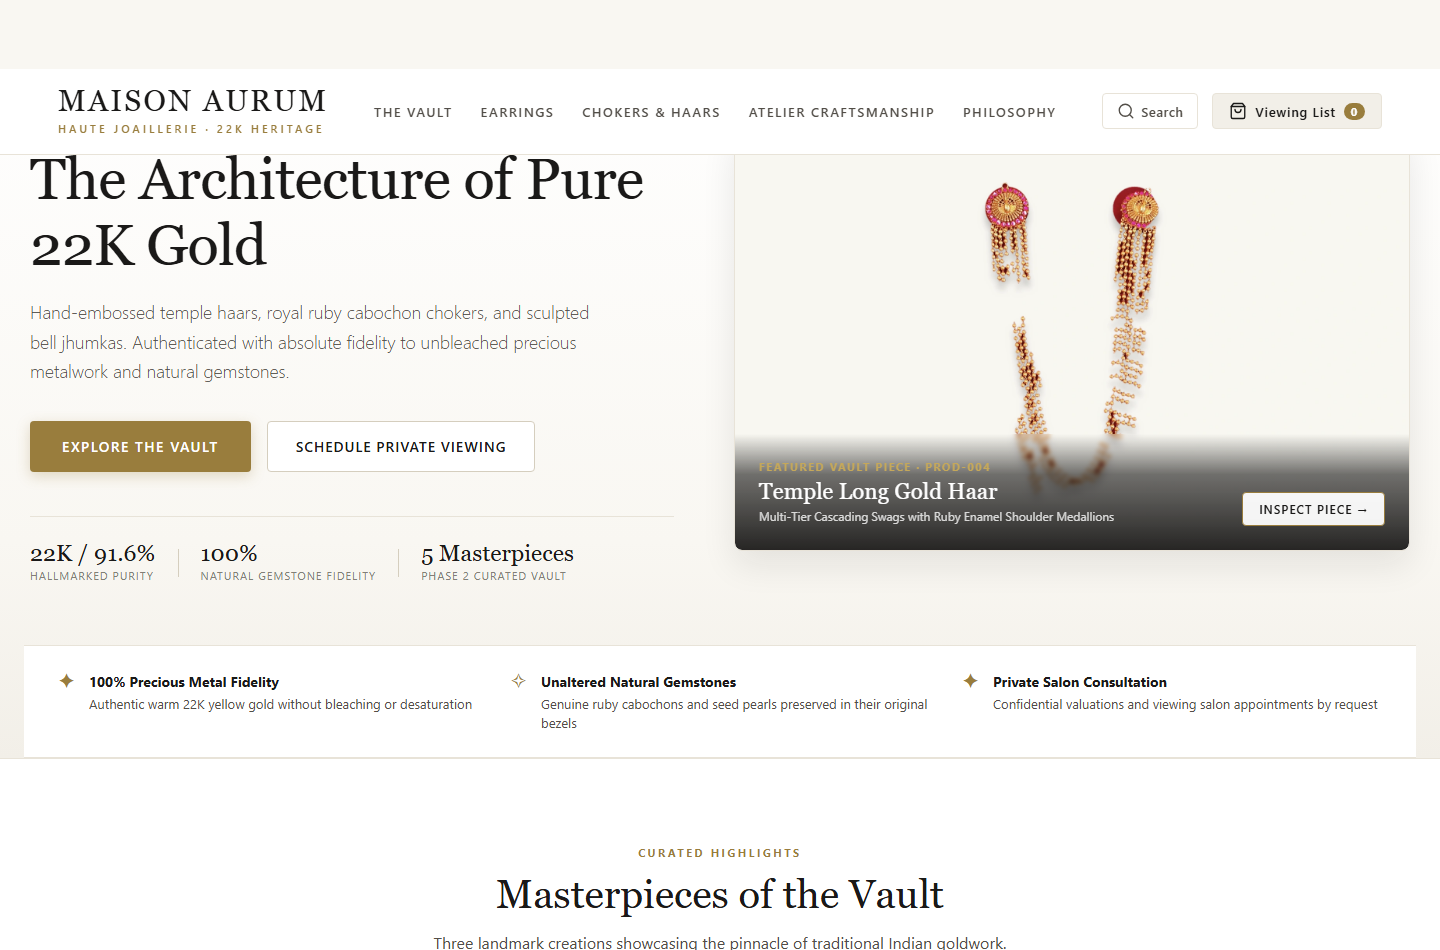 MAISON AURUM
HAUTE JOAILLERIE · 22K HERITAGE
THE VAULT
EARRINGS
CHOKERS & HAARS
ATELIER CRAFTSMANSHIP
PHILOSOPHY
Search
Viewing List 0
The Architecture of Pure
22K Gold
Hand-embossed temple haars, royal ruby cabochon chokers, and sculpted
bell jhumkas. Authenticated with absolute fidelity to unbleached precious
metalwork and natural gemstones.
EXPLORE THE VAULT
SCHEDULE PRIVATE VIEWING
22K / 91.6%
HALLMARKED PURITY
100%
NATURAL GEMSTONE FIDELITY
5 Masterpieces
PHASE 2 CURATED VAULT
FEATURED VAULT PIECE · PROD-004
Temple Long Gold Haar
Multi-Tier Cascading Swags with Ruby Enamel Shoulder Medallions
INSPECT PIECE →
100% Precious Metal Fidelity
Authentic warm 22K yellow gold without bleaching or desaturation
Unaltered Natural Gemstones
Genuine ruby cabochons and seed pearls preserved in their original
bezels
Private Salon Consultation
Confidential valuations and viewing salon appointments by request
CURATED HIGHLIGHTS
Masterpieces of the Vault
Three landmark creations showcasing the pinnacle of traditional Indian goldwork.